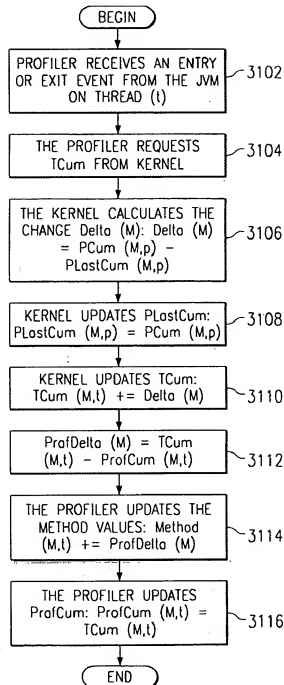 BEGIN
PROFILER RECEIVES AN ENTRY
OR EXIT EVENT FROM THE JVM
ON THREAD (t)
3102
THE PROFILER REQUESTS
TCum FROM KERNEL
3104
THE KERNEL CALCULATES THE
CHANGE Delta (M): Delta (M)
= PCum (M,p) –
PLastCum (M,p)
3106
KERNEL UPDATES PLastCum:
PLastCum (M,p) = PCum (M,p)
3108
KERNEL UPDATES TCum:
TCum (M,t) += Delta (M)
3110
ProfDelta (M) = TCum
(M,t) – ProfCum (M,t)
3112
THE PROFILER UPDATES THE
METHOD VALUES: Method
(M,t) += ProfDelta (M)
3114
THE PROFILER UPDATES
ProfCum: ProfCum (M,t) =
TCum (M,t)
3116
END